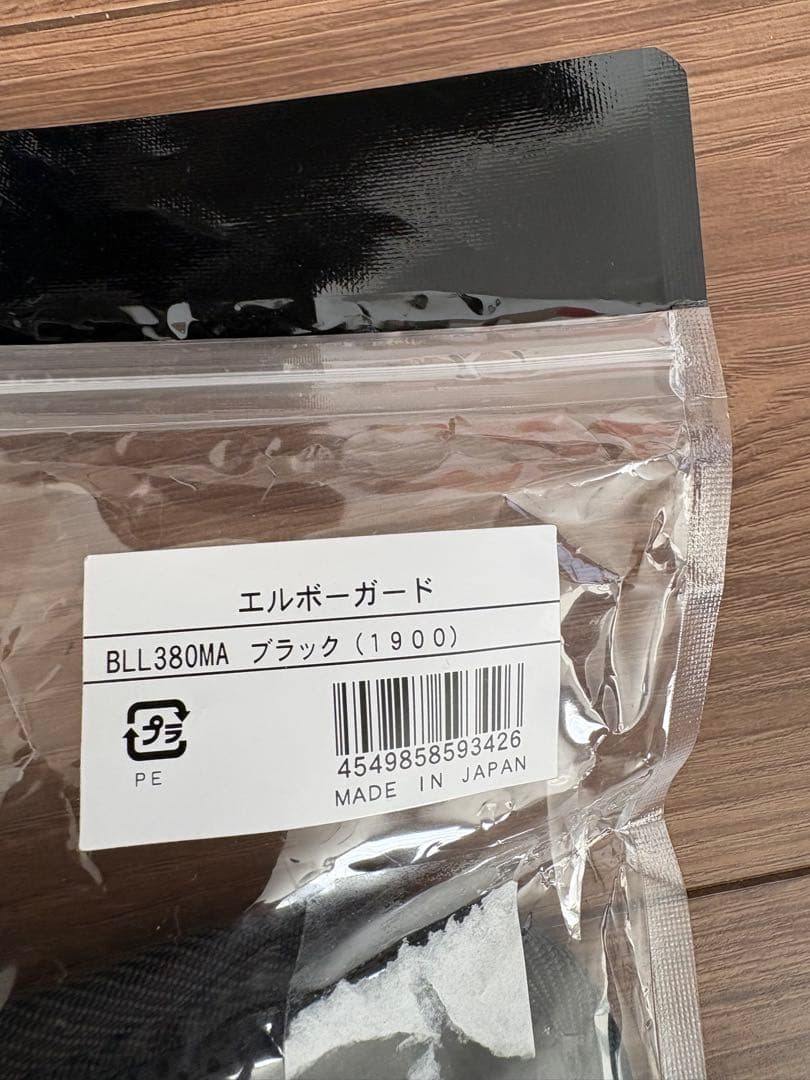 エルボーガード
BLL380MA ブラック(1900)
プラ
PE
4549858593426
MADE IN JAPAN